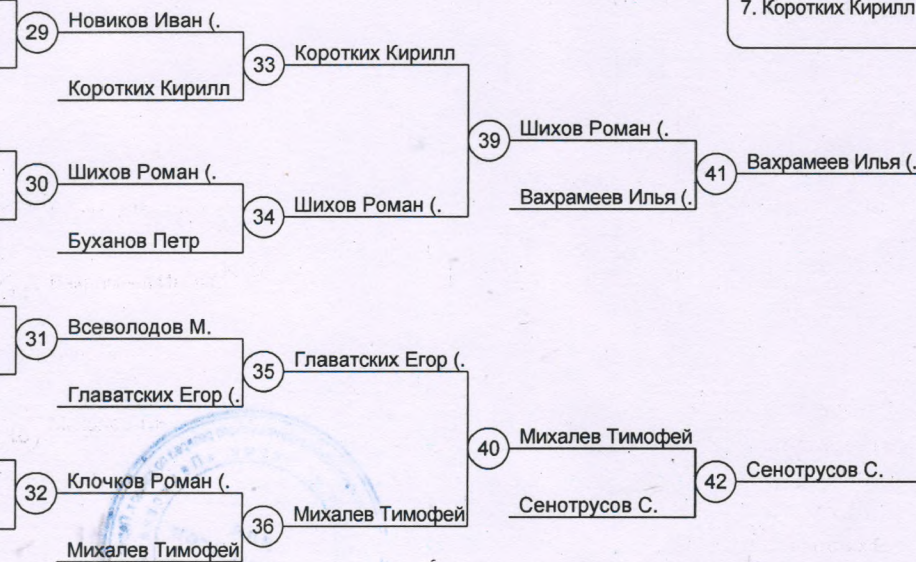 7. Коротких Кирилл
29 Новиков Иван (.
33 Коротких Кирилл
Коротких Кирилл
39 Шихов Роман (.
41 Вахрамеев Илья (.
30 Шихов Роман (.
Вахрамеев Илья (.
34 Шихов Роман (.
Буханов Петр
31 Всеволодов М.
35 Главатских Егор (.
Главатских Егор (.
40 Михалев Тимофей
42 Сенотрусов С.
32 Клочков Роман (.
Сенотрусов С.
36 Михалев Тимофей
Михалев Тимофей